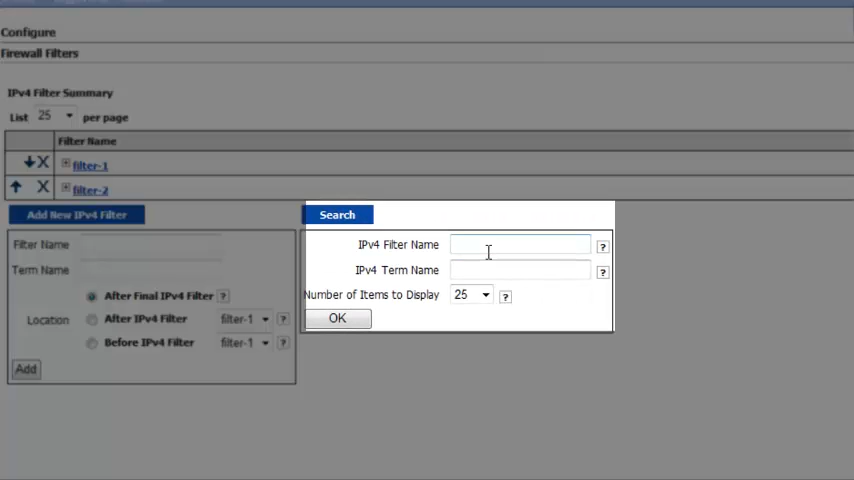 Configure
Firewall Filters
IPv4 Filter Summary
List 25 per page
Filter Name
X filter-1
X filter-2
Add New IPv4 Filter
Filter Name
Term Name
After Final IPv4 Filter ?
Location After IPv4 Filter filter-1 ?
Before IPv4 Filter filter-1 ?
Add
Search
IPv4 Filter Name ?
IPv4 Term Name ?
Number of Items to Display 25 ?
OK